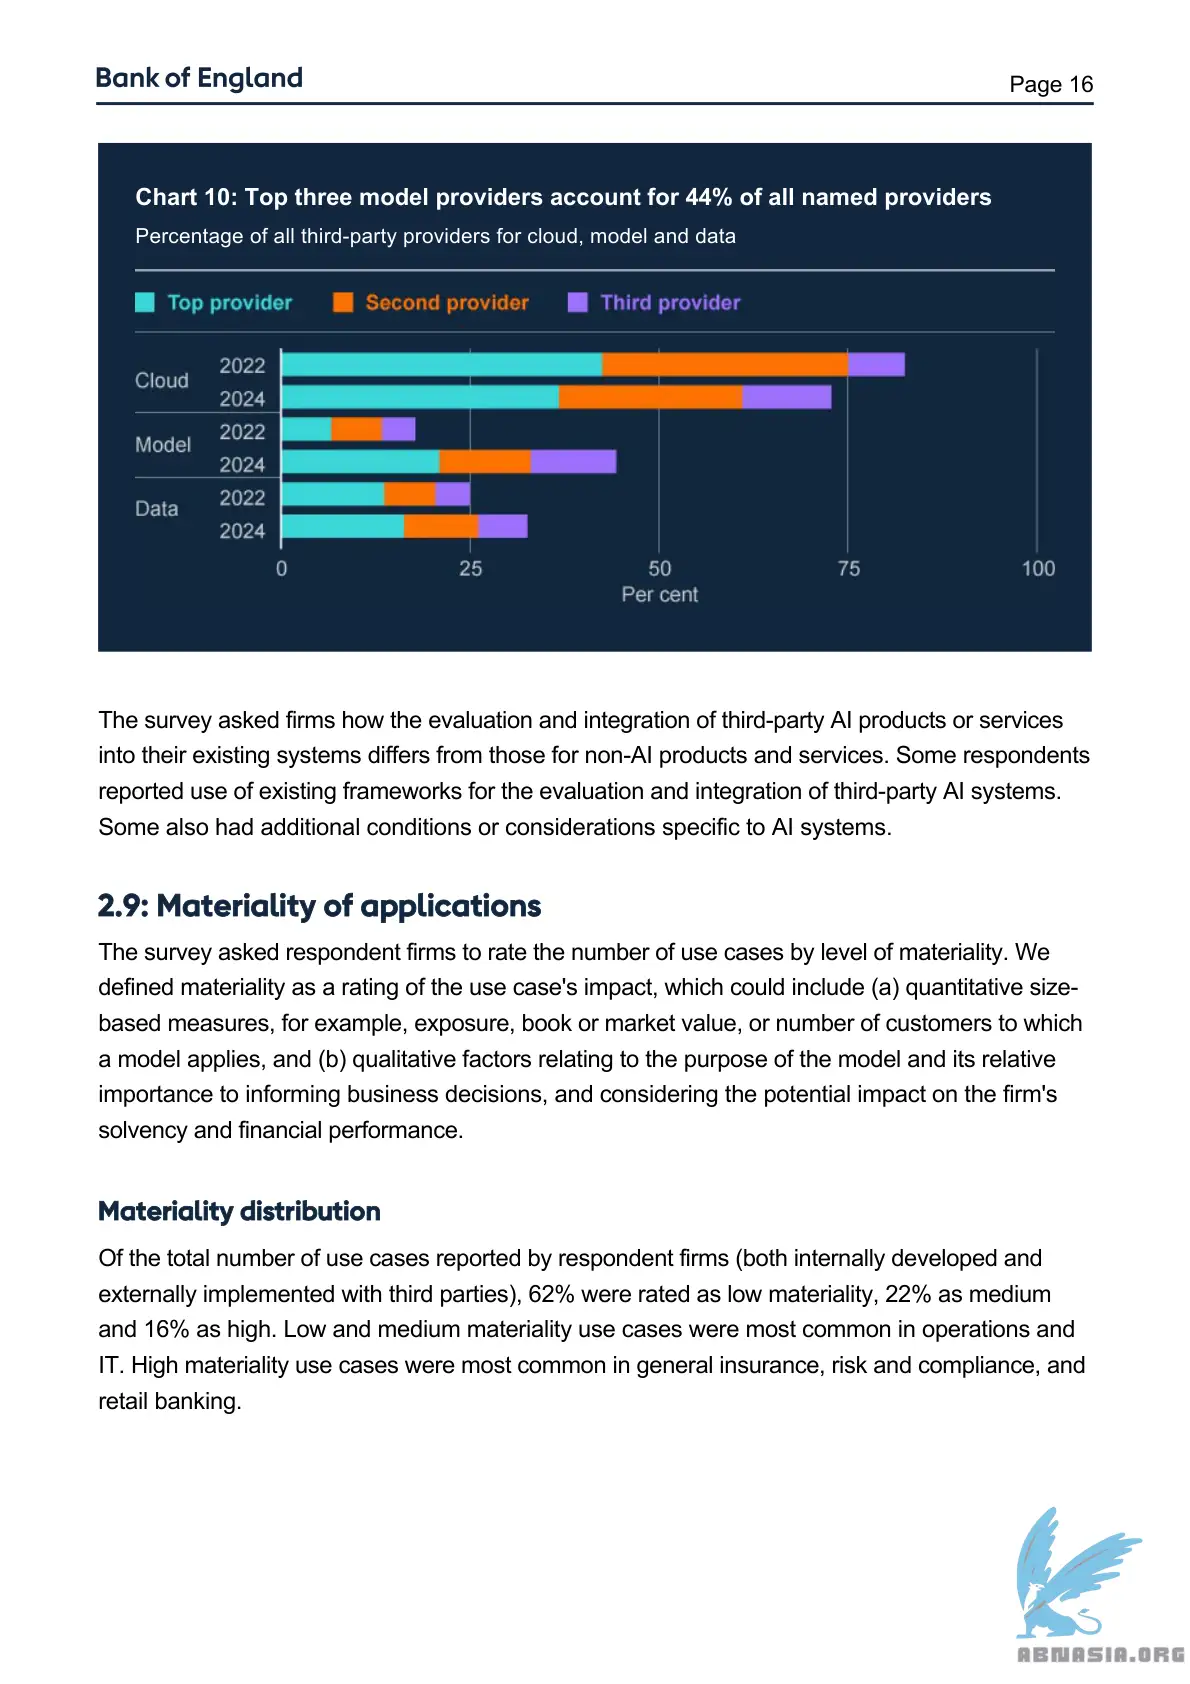 Bank of England
Page 16
Chart 10: Top three model providers account for 44% of all named providers
Percentage of all third-party providers for cloud, model and data
Top provider Second provider Third provider
Cloud
2022
2024
Model
2022
2024
Data
2022
2024
0 25 50 75 100
Per cent
The survey asked firms how the evaluation and integration of third-party AI products or services
into their existing systems differs from those for non-AI products and services. Some respondents
reported use of existing frameworks for the evaluation and integration of third-party AI systems.
Some also had additional conditions or considerations specific to AI systems.
2.9: Materiality of applications
The survey asked respondent firms to rate the number of use cases by level of materiality. We
defined materiality as a rating of the use case's impact, which could include (a) quantitative size-
based measures, for example, exposure, book or market value, or number of customers to which
a model applies, and (b) qualitative factors relating to the purpose of the model and its relative
importance to informing business decisions, and considering the potential impact on the firm's
solvency and financial performance.
Materiality distribution
Of the total number of use cases reported by respondent firms (both internally developed and
externally implemented with third parties), 62% were rated as low materiality, 22% as medium
and 16% as high. Low and medium materiality use cases were most common in operations and
IT. High materiality use cases were most common in general insurance, risk and compliance, and
retail banking.
ABNASIA.ORG